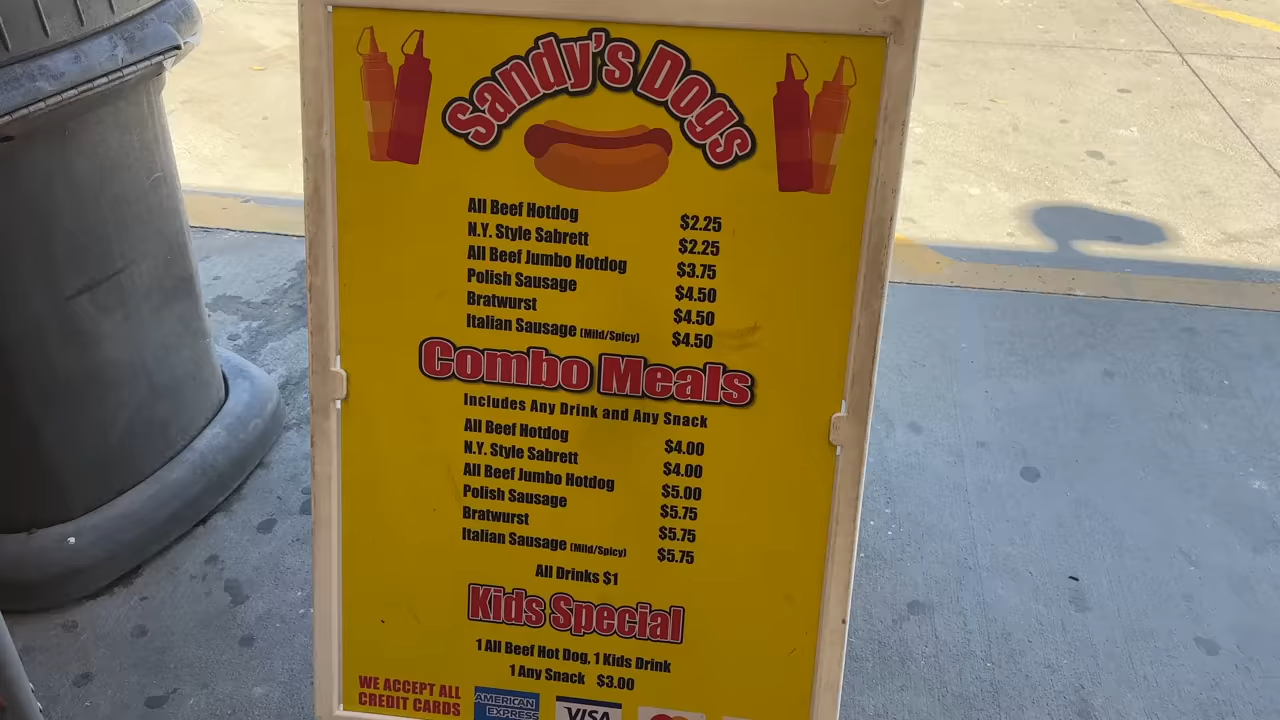 Sandy's Dogs
All Beef Hotdog $2.25
N.Y. Style Sabrett $2.25
All Beef Jumbo Hotdog $3.75
Polish Sausage $4.50
Bratwurst $4.50
Italian Sausage (Mild/Spicy) $4.50
Combo Meals
Includes Any Drink and Any Snack
All Beef Hotdog $4.00
N.Y. Style Sabrett $4.00
All Beef Jumbo Hotdog $5.00
Polish Sausage $5.75
Bratwurst $5.75
Italian Sausage (Mild/Spicy) $5.75
All Drinks $1
Kids Special
1 All Beef Hot Dog, 1 Kids Drink
1 Any Snack $3.00
WE ACCEPT ALL
CREDIT CARDS
AMERICAN
EXPRESS
VISA